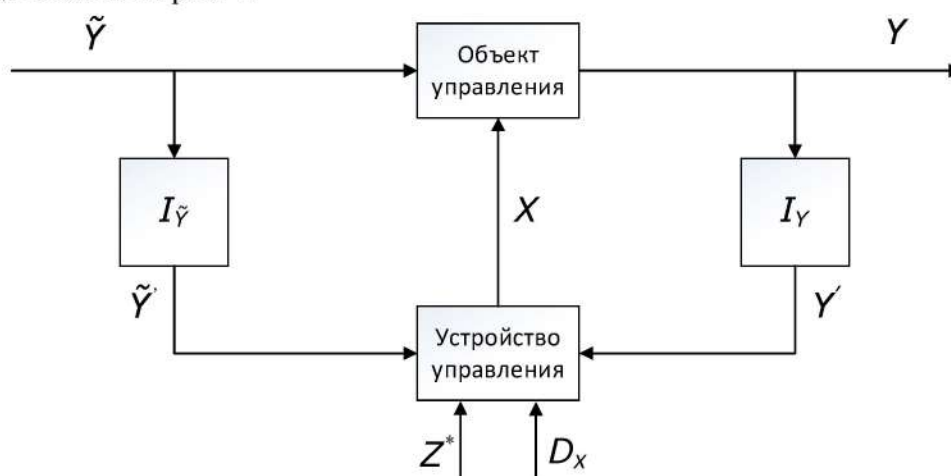 Ỹ
Объект
управления
Y
I_Ỹ
X
I_Y
Ỹ'
Устройство
управления
Y'
Z*
D_X